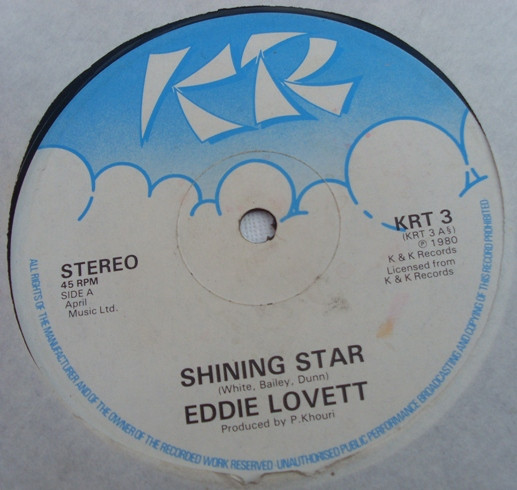 KR
STEREO
45 RPM
SIDE A
April
Music Ltd.
KRT 3
(KRT 3 A§)
℗ 1980
K & K Records
Licensed from
K & K Records
SHINING STAR
(White, Bailey, Dunn)
EDDIE LOVETT
Produced by P.Khouri
ALL RIGHTS OF THE MANUFACTURER AND OF THE OWNER OF THE RECORDED WORK RESERVED · UNAUTHORISED PUBLIC PERFORMANCE BROADCASTING AND COPYING OF THIS RECORD PROHIBITED